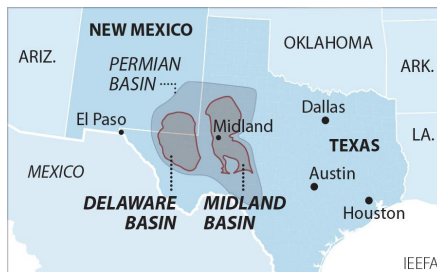 NEW MEXICO
OKLAHOMA
ARIZ.
PERMIAN
BASIN
ARK.
Dallas
El Paso
Midland
LA.
TEXAS
MEXICO
Austin
DELAWARE
BASIN
MIDLAND
BASIN
Houston
IEEFA